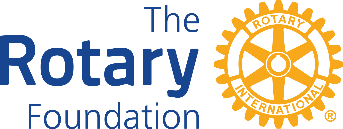 The
Rotary
Foundation
ROTARY
INTERNATIONAL
®